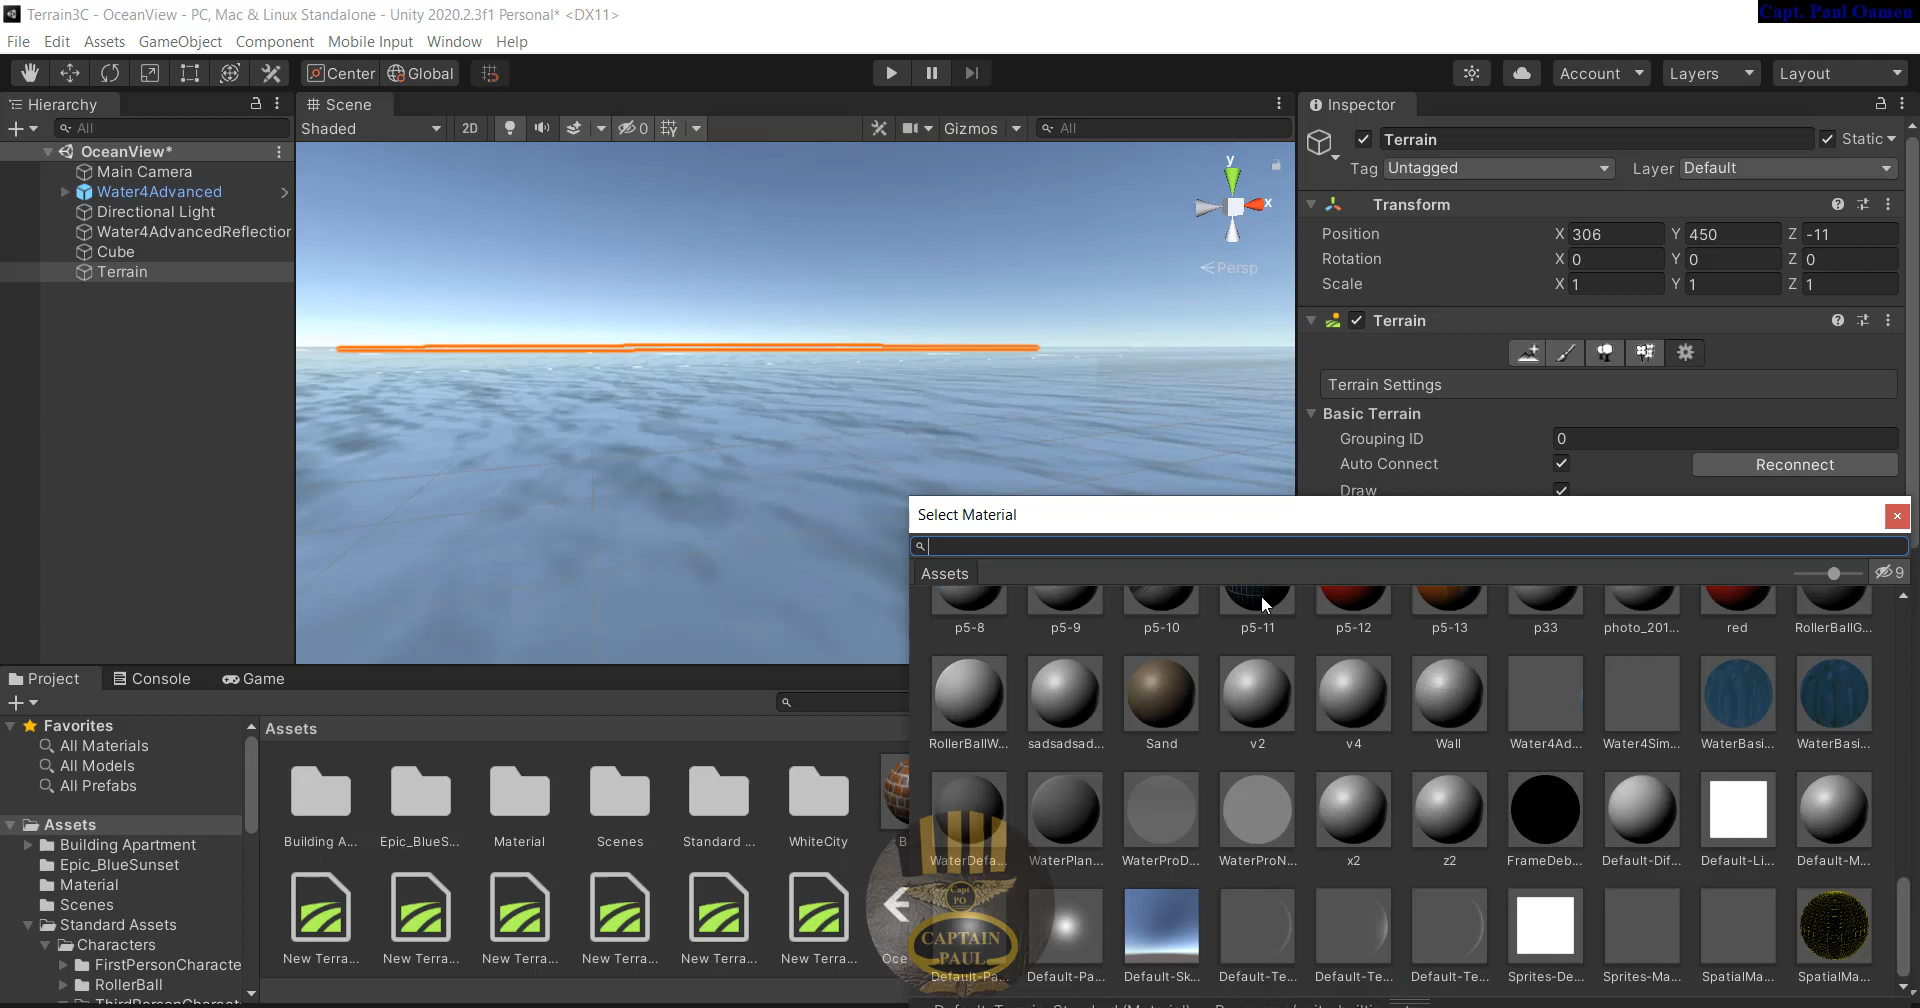 Terrain3C - OceanView - PC, Mac & Linux Standalone - Unity 2020.2.3f1 Personal* <DX11>
Capt. Paul Oamen
File Edit Assets GameObject Component Mobile Input Window Help
Center Global
Account Layers Layout
Hierarchy
All
OceanView*
Main Camera
Water4Advanced
Directional Light
Water4AdvancedReflection
Cube
Terrain
Scene
Shaded 2D 0 Gizmos All
y
x
Persp
Inspector
Terrain Static
Tag Untagged Layer Default
Transform
Position X 306 Y 450 Z -11
Rotation X 0 Y 0 Z 0
Scale X 1 Y 1 Z 1
Terrain
Terrain Settings
Basic Terrain
Grouping ID 0
Auto Connect Reconnect
Draw
Select Material
Assets 9
p5-8 p5-9 p5-10 p5-11 p5-12 p5-13 p33 photo_201... red RollerBallG...
RollerBallW... sadsadsad... Sand v2 v4 Wall Water4Ad... Water4Sim... WaterBasi... WaterBasi...
WaterDefa... WaterPlan... WaterProD... WaterProN... x2 z2 FrameDeb... Default-Dif... Default-Li... Default-M...
Default-Pa... Default-Pa... Default-Sk... Default-Te... Default-Te... Default-Te... Sprites-De... Sprites-Ma... SpatialMa... SpatialMa...
Project Console Game
Favorites
All Materials
All Models
All Prefabs
Assets
Building Apartment
Epic_BlueSunset
Material
Scenes
Standard Assets
Characters
FirstPersonCharacte
RollerBall
Assets
Building A... Epic_BlueS... Material Scenes Standard ... WhiteCity
New Terra... New Terra... New Terra... New Terra... New Terra... New Terra...
Capt
PO
CAPTAIN
PAUL